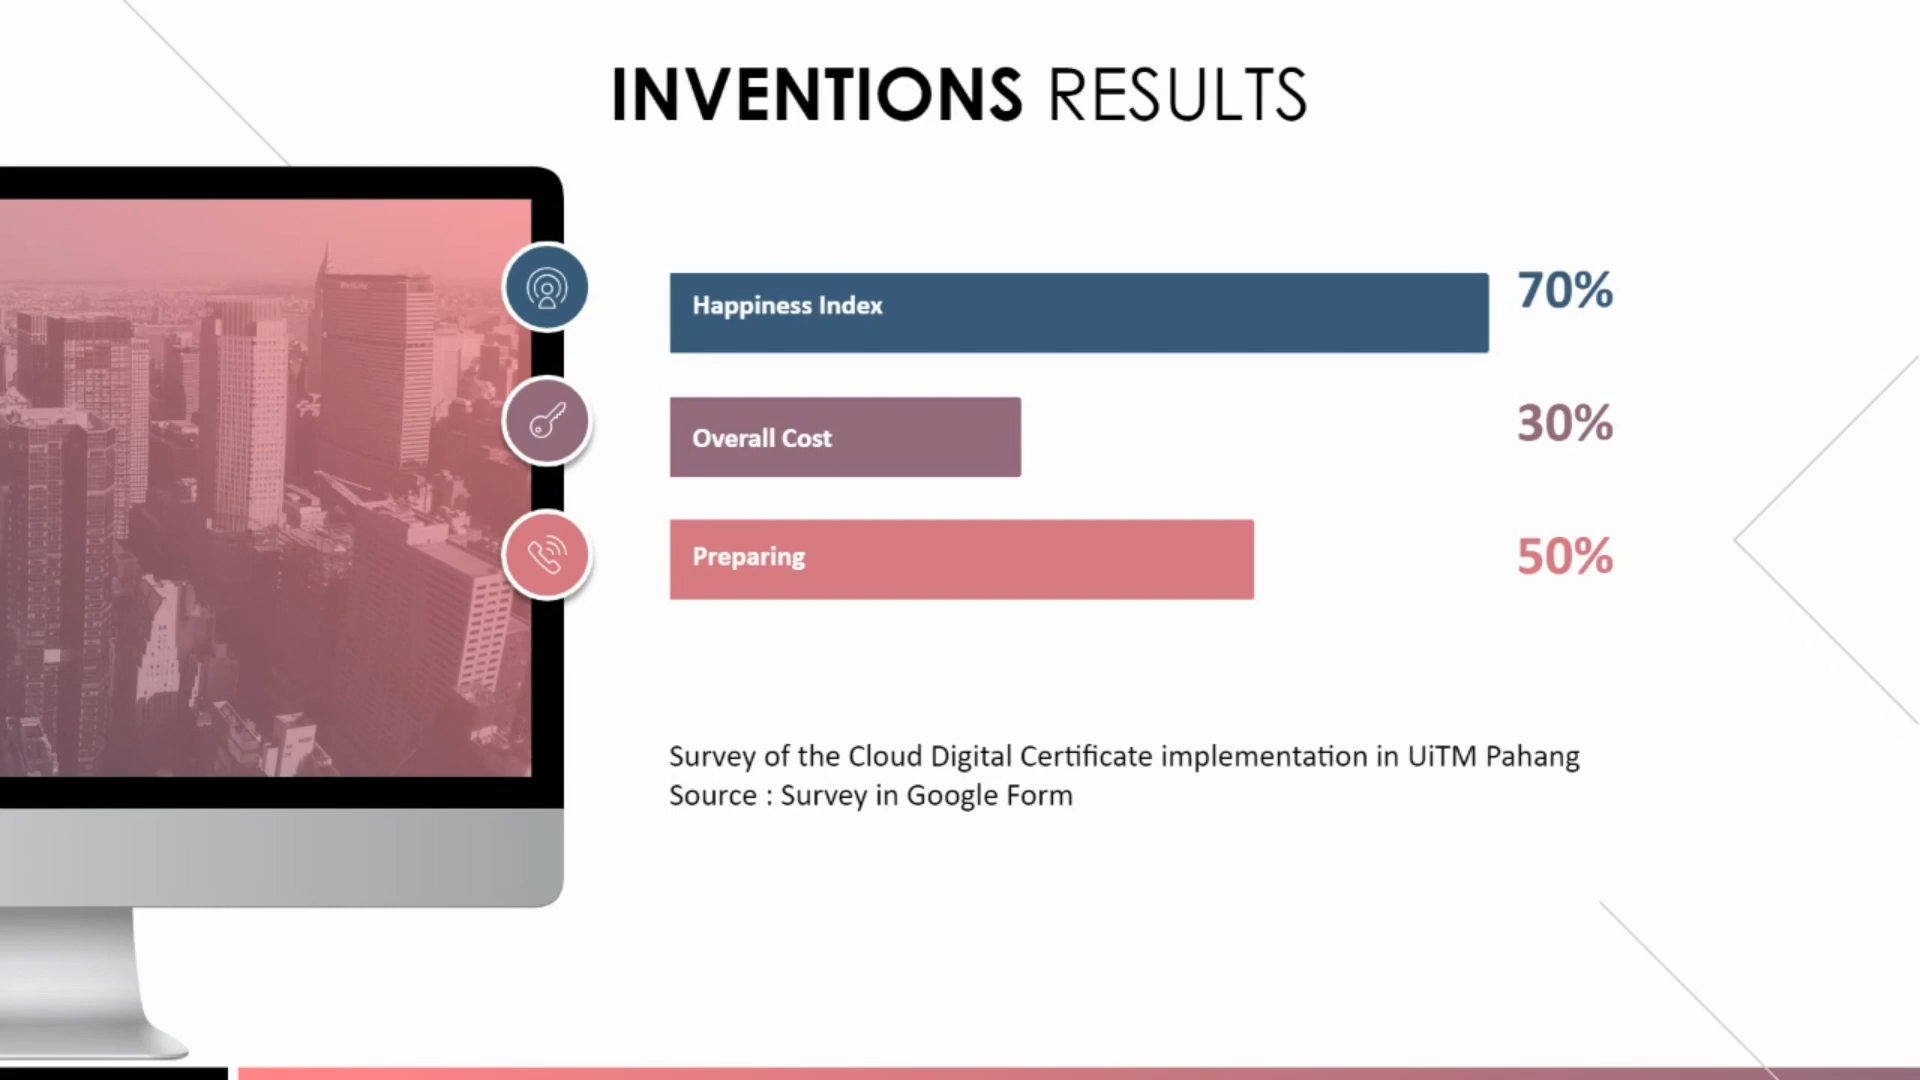 INVENTIONS RESULTS
Happiness Index
70%
Overall Cost
30%
Preparing
50%
Survey of the Cloud Digital Certificate implementation in UiTM Pahang
Source : Survey in Google Form